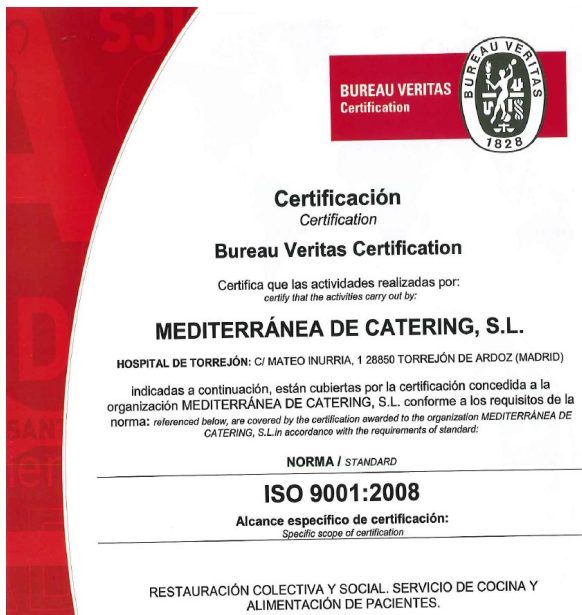 BUREAU VERITAS
Certification
BUREAU VERITAS
1828
Certificación
Certification
Bureau Veritas Certification
Certifica que las actividades realizadas por:
certify that the activities carry out by:
MEDITERRÁNEA DE CATERING, S.L.
HOSPITAL DE TORREJÓN: C/ MATEO INURRIA, 1 28850 TORREJÓN DE ARDOZ (MADRID)
indicadas a continuación, están cubiertas por la certificación concedida a la
organización MEDITERRÁNEA DE CATERING, S.L. conforme a los requisitos de la
norma: referenced below, are covered by the certification awarded to the organization MEDITERRÁNEA DE
CATERING, S.L.in accordance with the requirements of standard:
NORMA / STANDARD
ISO 9001:2008
Alcance específico de certificación:
Specific scope of certification
RESTAURACIÓN COLECTIVA Y SOCIAL. SERVICIO DE COCINA Y
ALIMENTACIÓN DE PACIENTES.